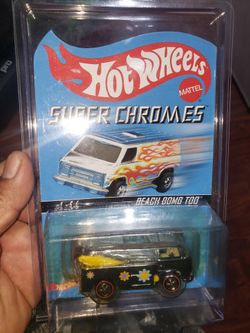 Hot Wheels
MATTEL
SUPER CHROMES
BEACH BOMB TOO